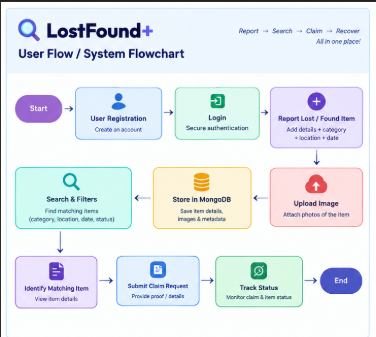 LostFound+
Report → Search → Claim → Recover
All in one place!
User Flow / System Flowchart
Start
User Registration
Create an account
Login
Secure authentication
Report Lost / Found Item
Add details + category
+ location + date
Upload Image
Attach photos of the item
Store in MongoDB
Save item details,
images & metadata
Search & Filters
Find matching items
(category, location, date, status)
Identify Matching Item
View item details
Submit Claim Request
Provide proof / details
Track Status
Monitor claim & item status
End